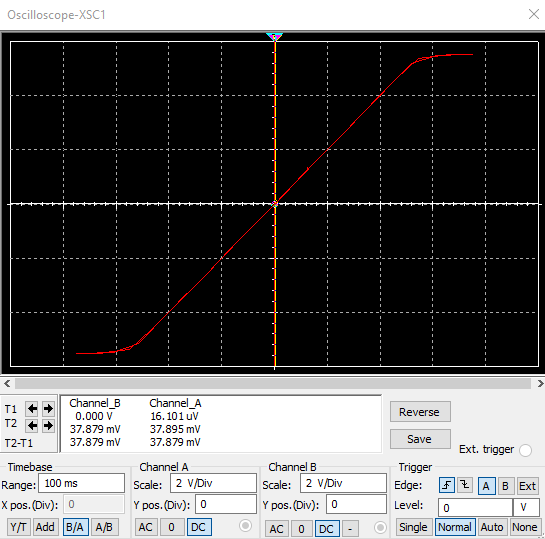 Oscilloscope-XSC1
T1
T2
T2-T1
Channel_B Channel_A
0.000 V 16.101 uV
37.879 mV 37.895 mV
37.879 mV 37.879 mV
Reverse
Save
Ext. trigger
Timebase
Range: 100 ms
X pos.(Div): 0
Y/T Add B/A A/B
Channel A
Scale: 2 V/Div
Y pos.(Div): 0
AC 0 DC
Channel B
Scale: 2 V/Div
Y pos.(Div): 0
AC 0 DC -
Trigger
Edge: A B Ext
Level: 0 V
Single Normal Auto None